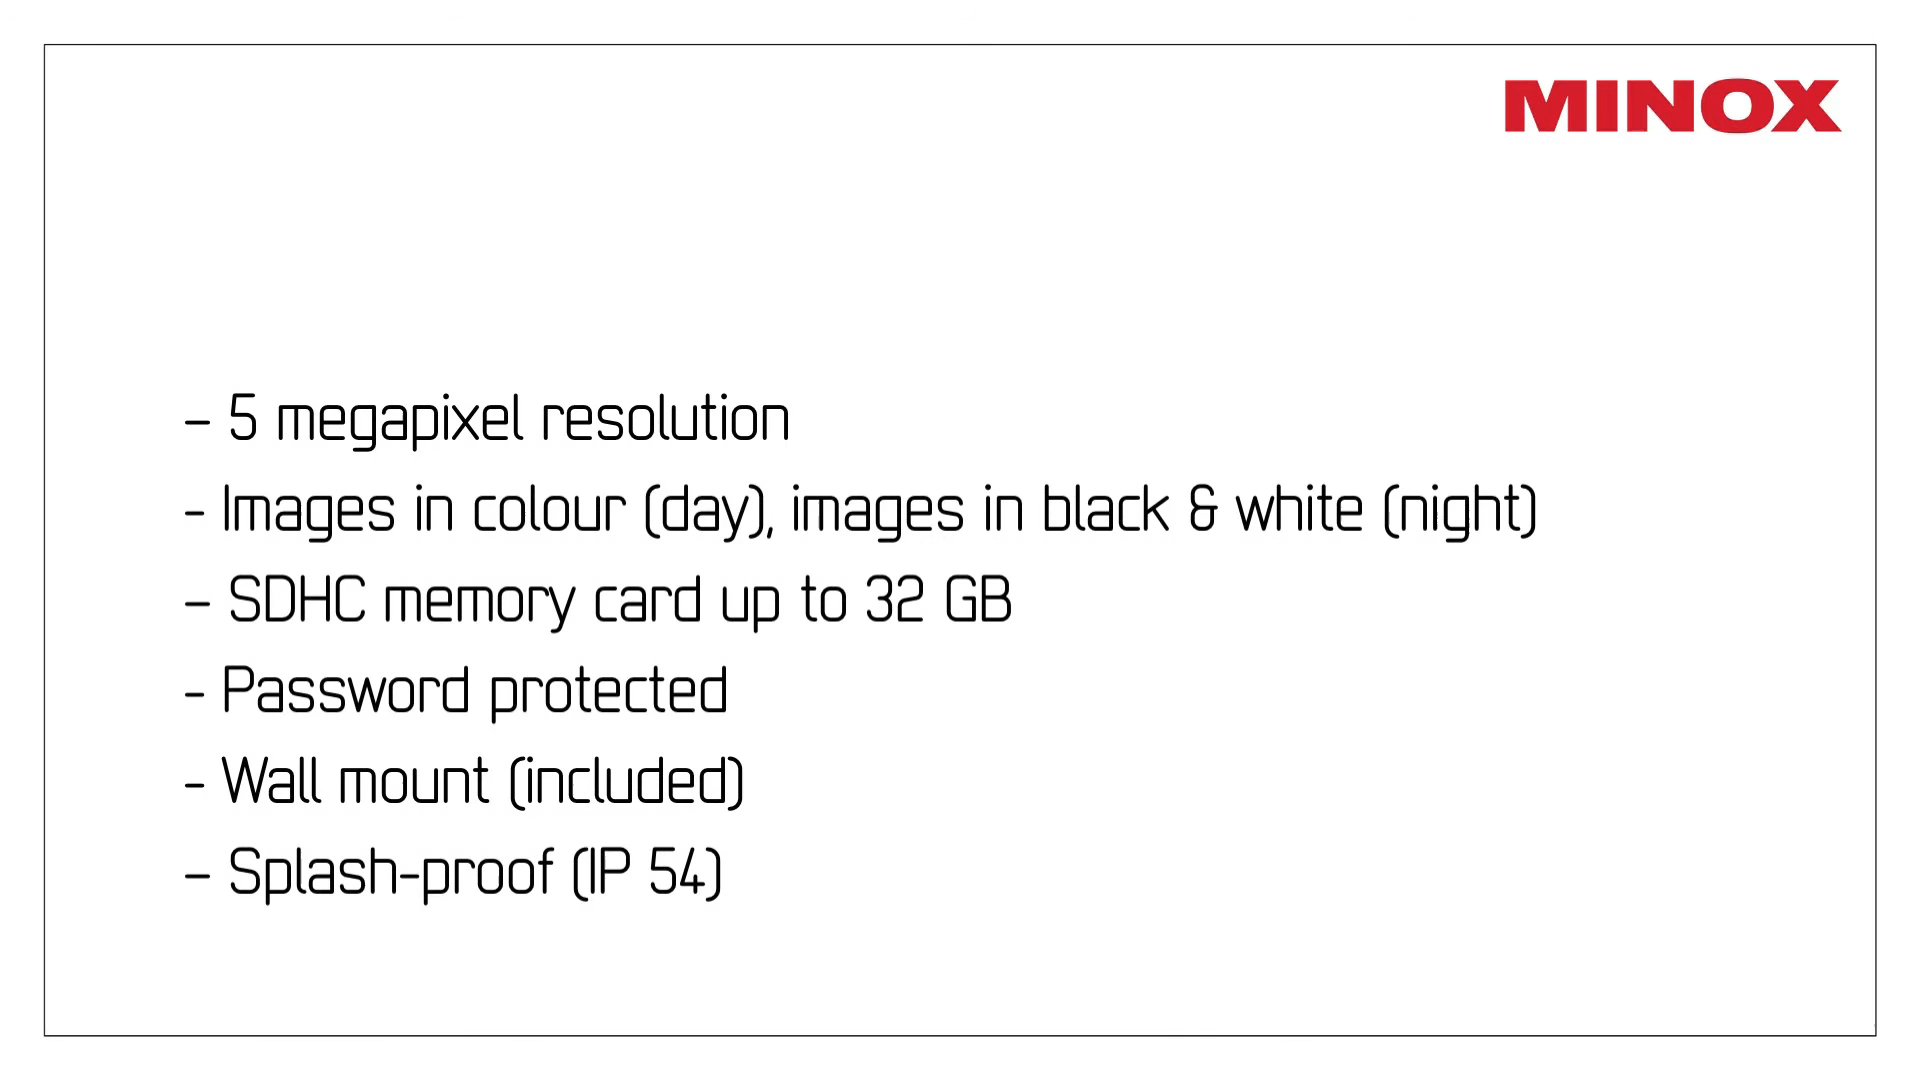 MINOX
– 5 megapixel resolution
- Images in colour (day), images in black & white (night)
– SDHC memory card up to 32 GB
- Password protected
- Wall mount (included)
– Splash-proof (IP 54)